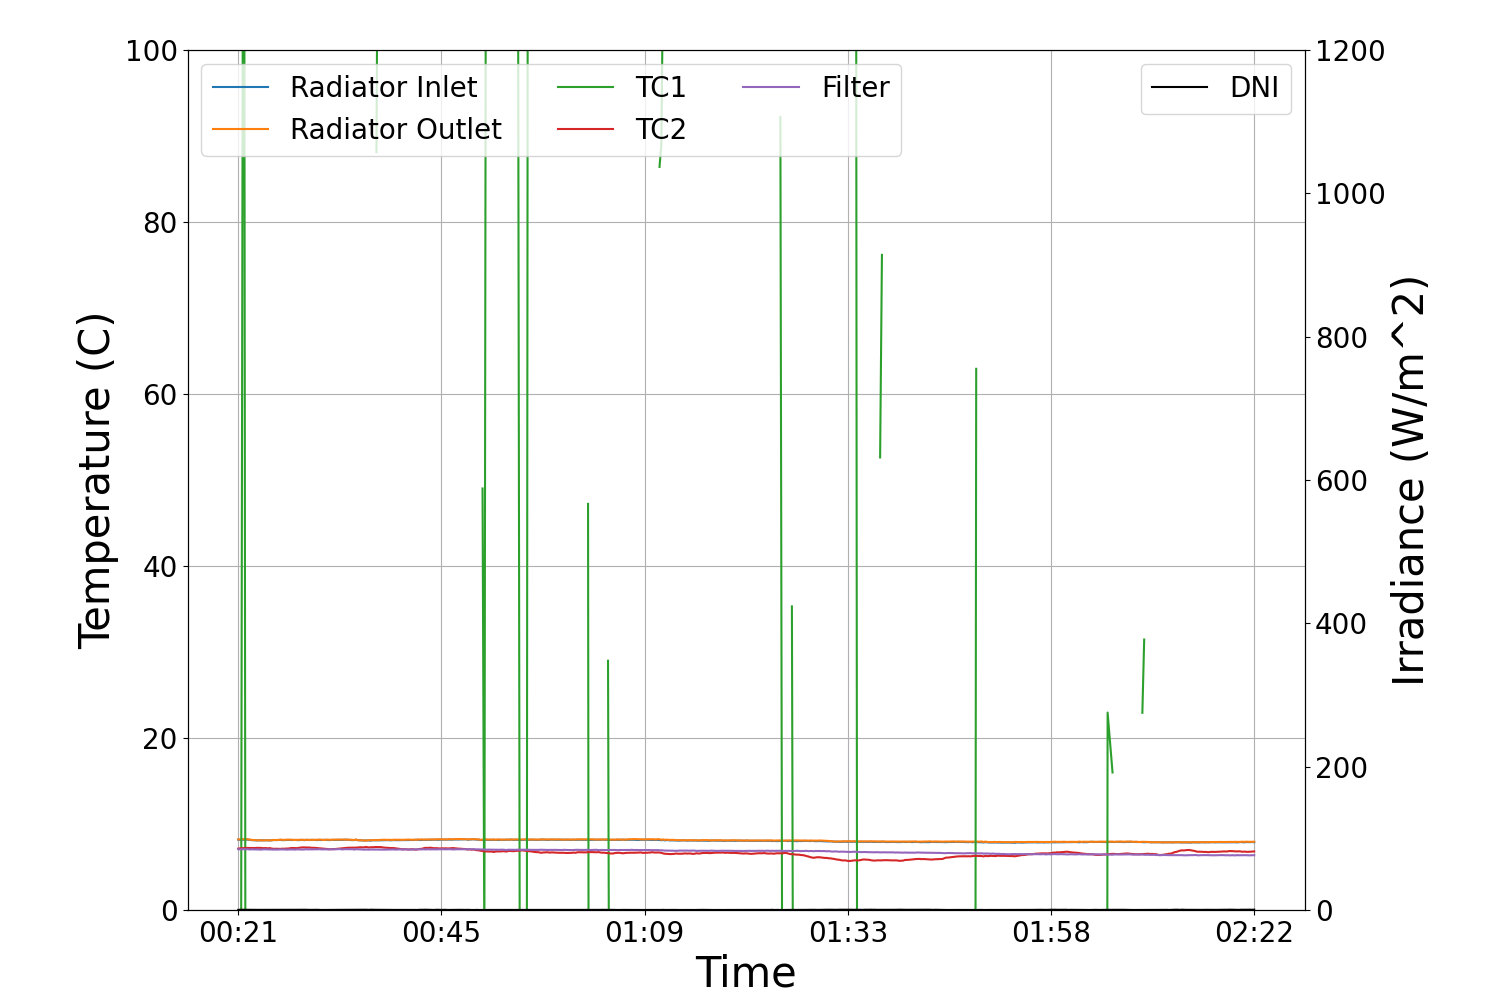 Radiator Inlet
Radiator Outlet
TC1
TC2
Filter
DNI
Temperature (C)
100
80
60
40
20
0
1200
1000
800
600
400
200
0
Irradiance (W/m^2)
00:21 00:45 01:09 01:33 01:58 02:22
Time